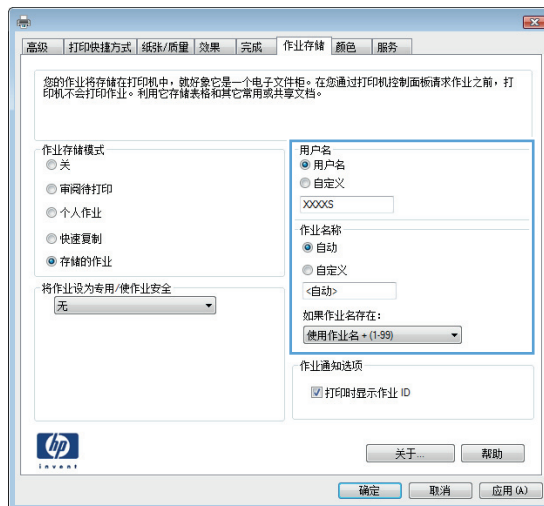 高级 打印快捷方式 纸张/质量 效果 完成 作业存储 颜色 服务
您的作业将存储在打印机中，就好象它是一个电子文件柜。在您通过打印机控制面板请求作业之前，打
印机不会打印作业。利用它存储表格和其它常用或共享文档。
作业存储模式
关
审阅待打印
个人作业
快速复制
存储的作业
将作业设为专用/使作业安全
无
用户名
用户名
自定义
XXXXS
作业名称
自动
自定义
<自动>
如果作业名存在:
使用作业名 + (1-99)
作业通知选项
打印时显示作业 ID
hp
invent
关于...
帮助
确定
取消
应用 (A)